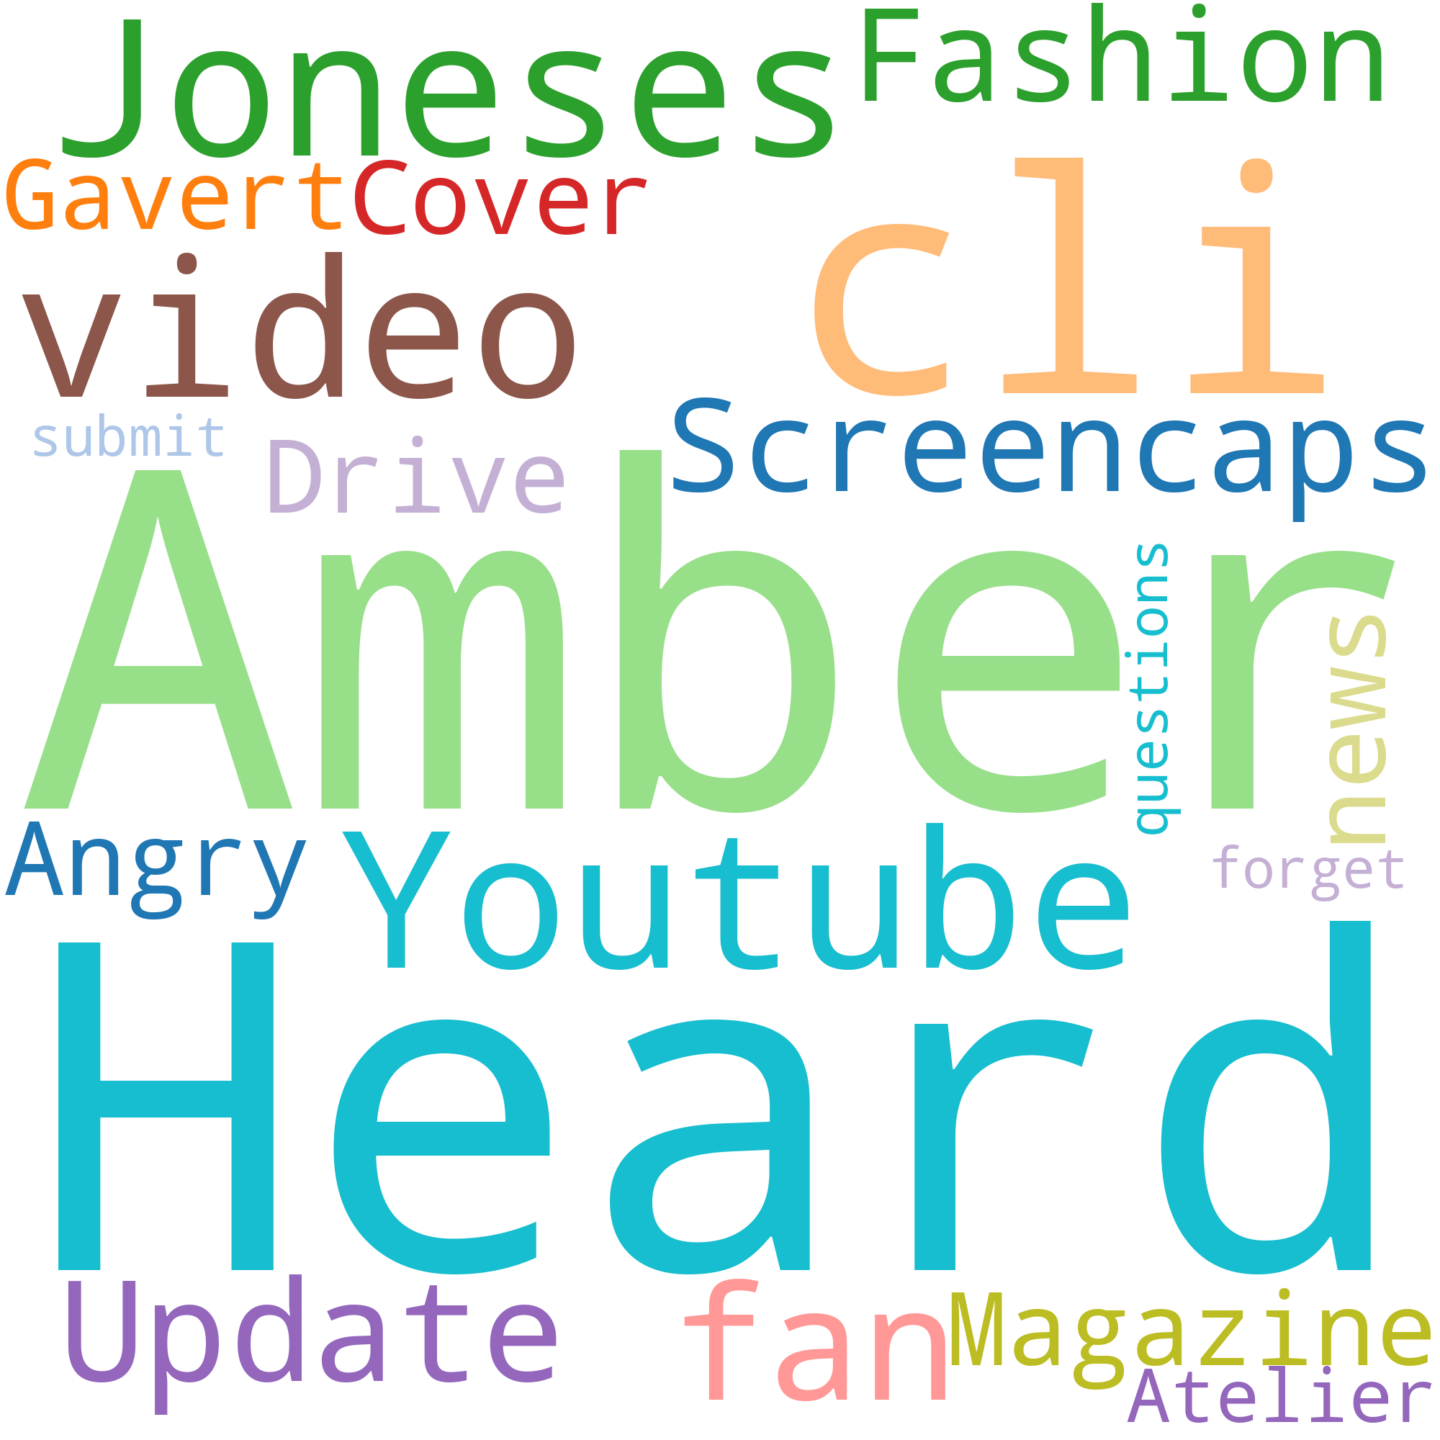 Joneses
Fashion
Gavert
Cover
video
cli
submit
Drive
Screencaps
Amber
questions
news
Angry
Youtube
forget
Heard
Update
fan
Magazine
Atelier